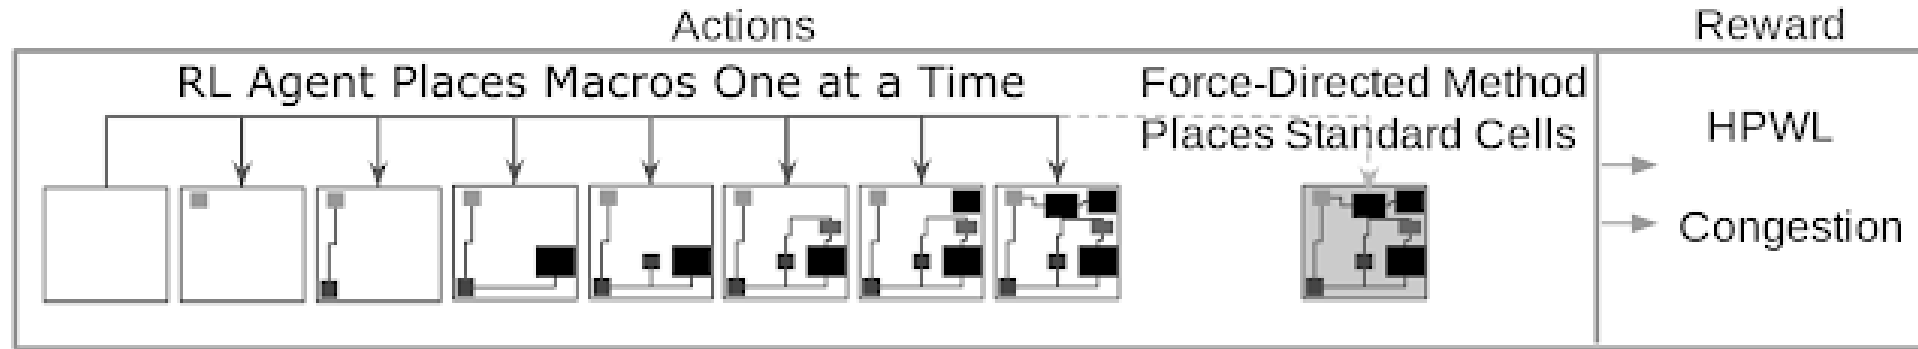 Actions
Reward
RL Agent Places Macros One at a Time
Force-Directed Method
Places Standard Cells
HPWL
Congestion